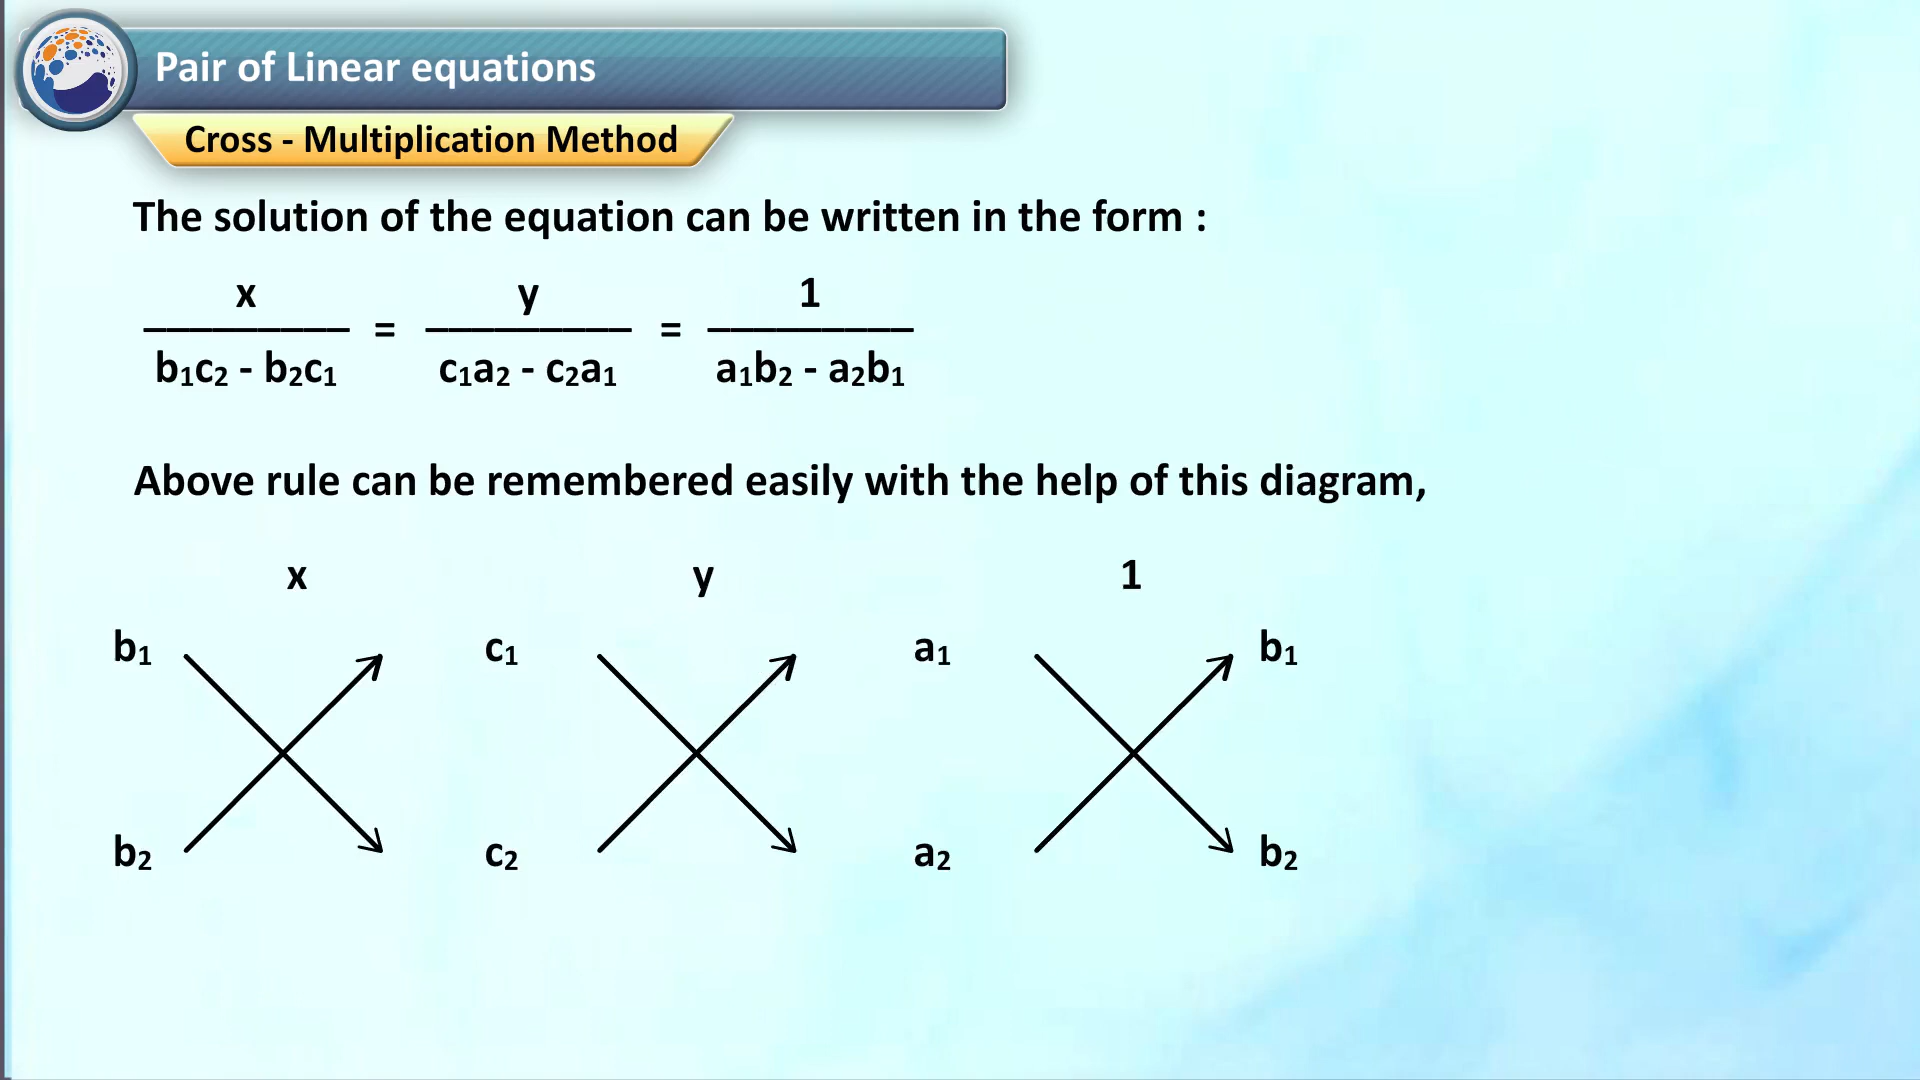 Pair of Linear equations
Cross - Multiplication Method
The solution of the equation can be written in the form :
x y 1
= =
b₁c₂ - b₂c₁ c₁a₂ - c₂a₁ a₁b₂ - a₂b₁
Above rule can be remembered easily with the help of this diagram,
x y 1
b₁ c₁ a₁ b₁
b₂ c₂ a₂ b₂